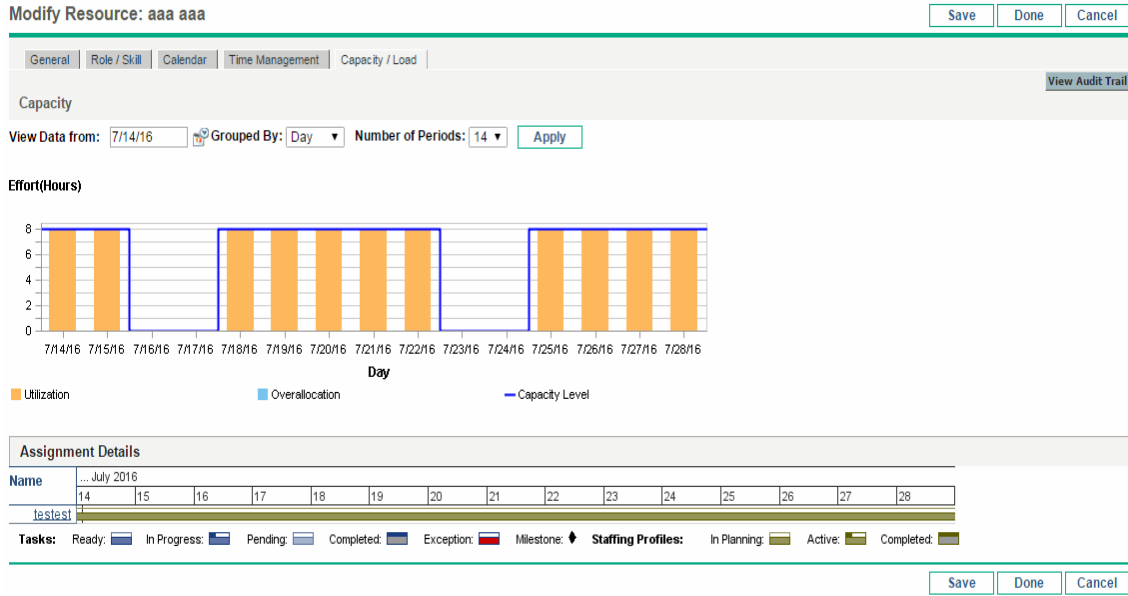 Modify Resource: aaa aaa
Save Done Cancel
General Role / Skill Calendar Time Management Capacity / Load
View Audit Trail
Capacity
View Data from: 7/14/16 Grouped By: Day Number of Periods: 14 Apply
Effort(Hours)
8
6
4
2
0
7/14/16 7/15/16 7/16/16 7/17/16 7/18/16 7/19/16 7/20/16 7/21/16 7/22/16 7/23/16 7/24/16 7/25/16 7/26/16 7/27/16 7/28/16
Day
Utilization Overallocation Capacity Level
Assignment Details
Name ... July 2016
14 15 16 17 18 19 20 21 22 23 24 25 26 27 28
testest
Tasks: Ready: In Progress: Pending: Completed: Exception: Milestone: Staffing Profiles: In Planning: Active: Completed:
Save Done Cancel